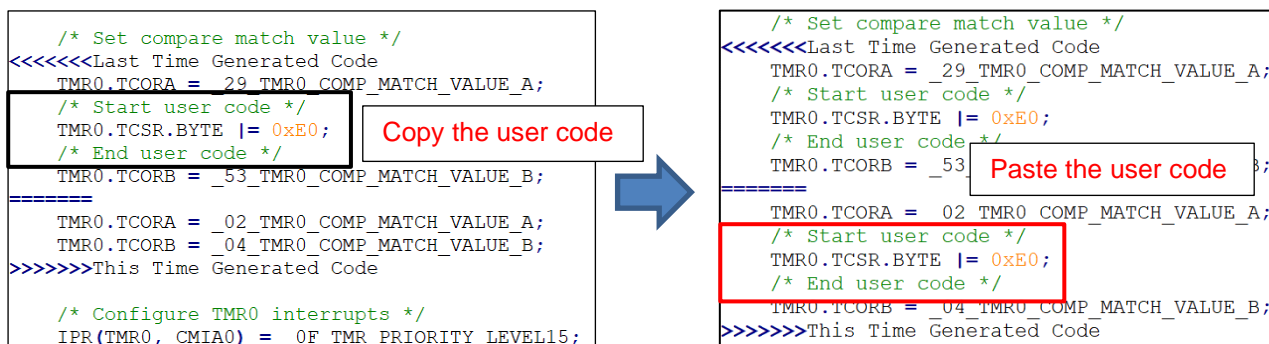 /* Set compare match value */
<<<<<<<Last Time Generated Code
TMR0.TCORA = _29_TMR0_COMP_MATCH_VALUE_A;
/* Start user code */
TMR0.TCSR.BYTE |= 0xE0;
/* End user code */
TMR0.TCORB = _53_TMR0_COMP_MATCH_VALUE_B;
=======
TMR0.TCORA = _02_TMR0_COMP_MATCH_VALUE_A;
TMR0.TCORB = _04_TMR0_COMP_MATCH_VALUE_B;
>>>>>>>This Time Generated Code
/* Configure TMR0 interrupts */
IPR(TMR0, CMIA0) = _0F_TMR_PRIORITY_LEVEL15;
Copy the user code
/* Set compare match value */
<<<<<<<Last Time Generated Code
TMR0.TCORA = _29_TMR0_COMP_MATCH_VALUE_A;
/* Start user code */
TMR0.TCSR.BYTE |= 0xE0;
/* End user code */
TMR0.TCORB = _53
Paste the user code
=======
TMR0.TCORA = _02_TMR0_COMP_MATCH_VALUE_A;
/* Start user code */
TMR0.TCSR.BYTE |= 0xE0;
/* End user code */
TMR0.TCORB = _04_TMR0_COMP_MATCH_VALUE_B;
>>>>>>>This Time Generated Code